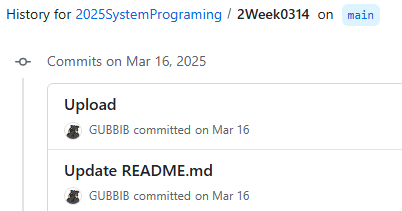 History for 2025SystemPrograming / 2Week0314 on main
Commits on Mar 16, 2025
Upload
GUBBIB committed on Mar 16
Update README.md
GUBBIB committed on Mar 16